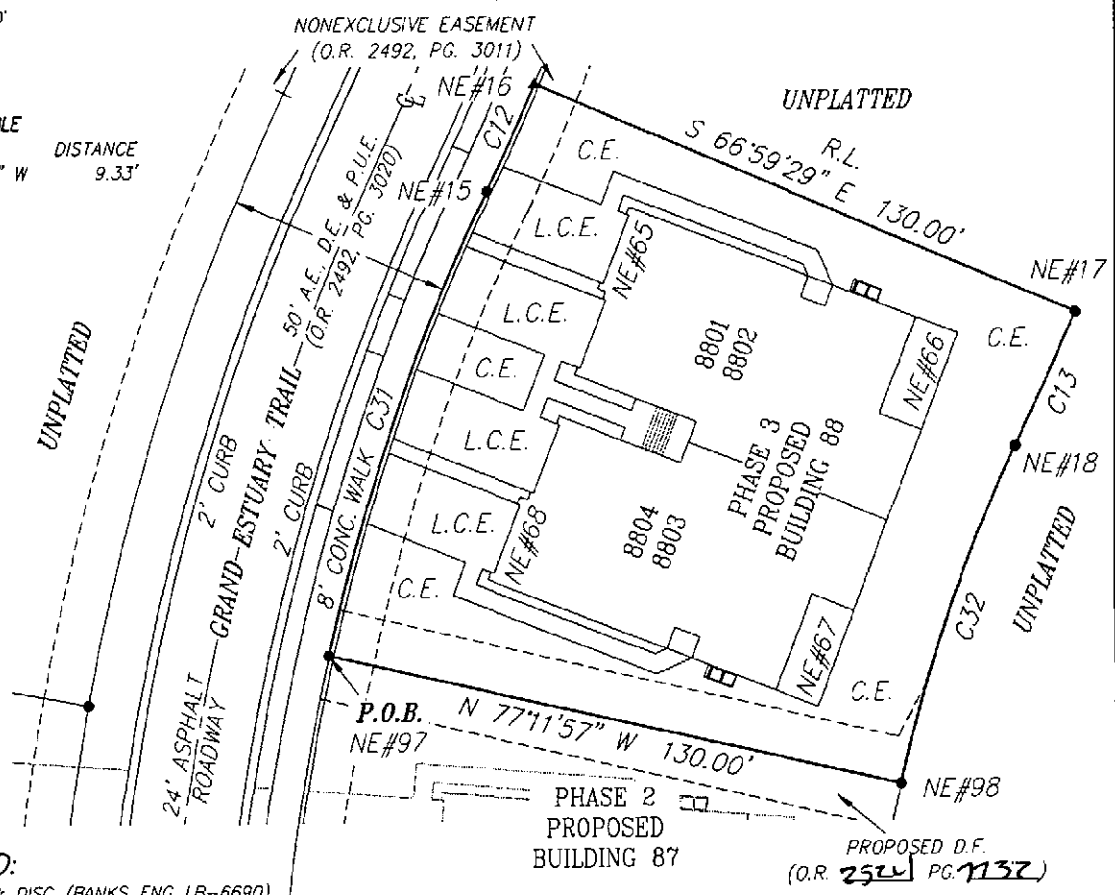 NONEXCLUSIVE EASEMENT
(O.R. 2492, PG. 3011)
DISTANCE
" W 9.33'
NE#16
C12
NE#15
UNPLATTED
R.L.
S 66°59'29" E 130.00'
NE#17
C13
NE#18
C32
UNPLATTED
NE#98
C.E.
L.C.E.
L.C.E.
C.E.
L.C.E.
L.C.E.
C.E.
C.E.
C.E.
NE#65
NE#66
NE#67
NE#68
8801
8802
8804
8803
PHASE 3
PROPOSED
BUILDING 88
50' A.E., D.E. & P.U.E.
(O.R. 2492, PG. 3020)
GRAND ESTUARY TRAIL
UNPLATTED
2' CURB
2' CURB
8' CONC. WALK C31
24' ASPHALT
ROADWAY
P.O.B.
NE#97
N 77°11'57" W 130.00'
PHASE 2
PROPOSED
BUILDING 87
PROPOSED D.E.
(O.R. PG. )
DISC (BANKS ENG LB-6690)